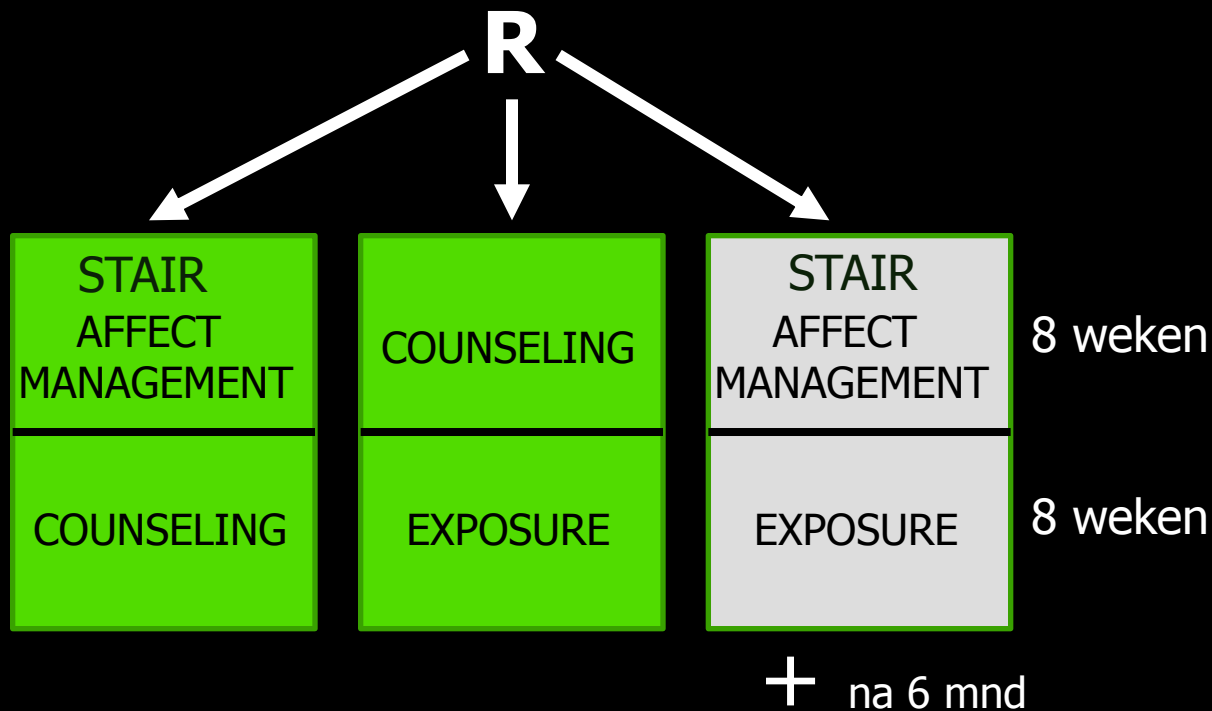 R
STAIR
AFFECT
MANAGEMENT
COUNSELING
STAIR
AFFECT
MANAGEMENT
8 weken
COUNSELING
EXPOSURE
EXPOSURE
8 weken
+ na 6 mnd